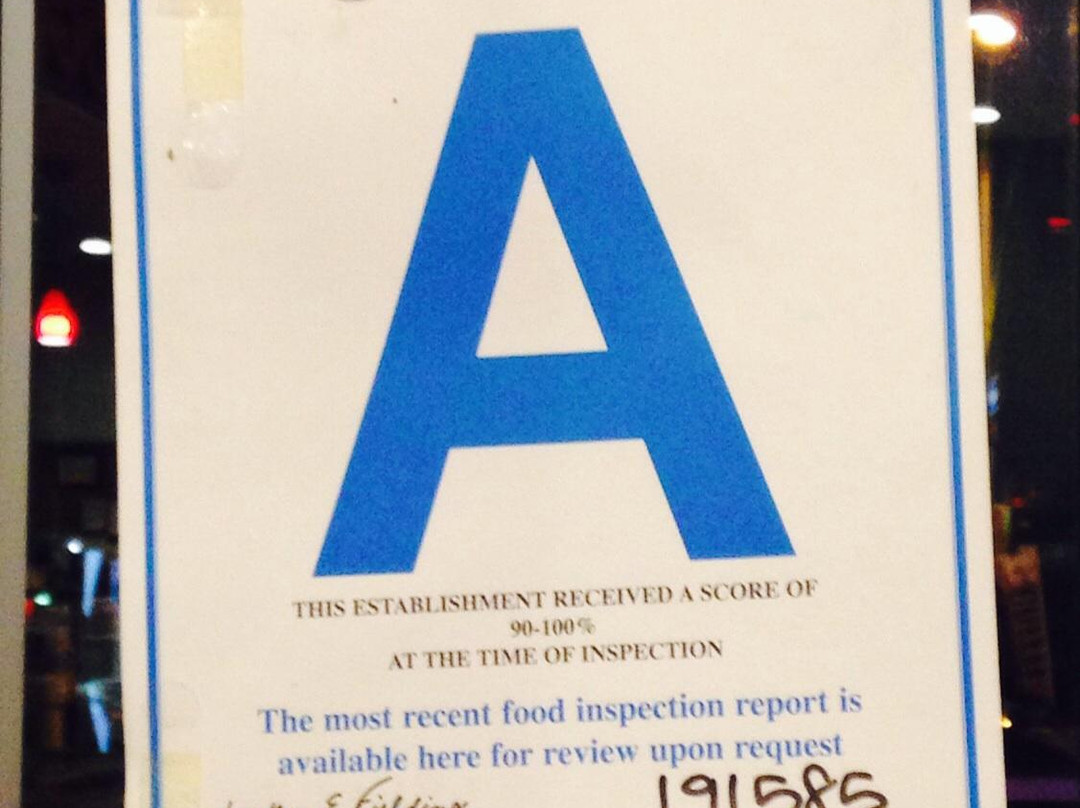 A
THIS ESTABLISHMENT RECEIVED A SCORE OF
90-100%
AT THE TIME OF INSPECTION
The most recent food inspection report is
available here for review upon request
191585